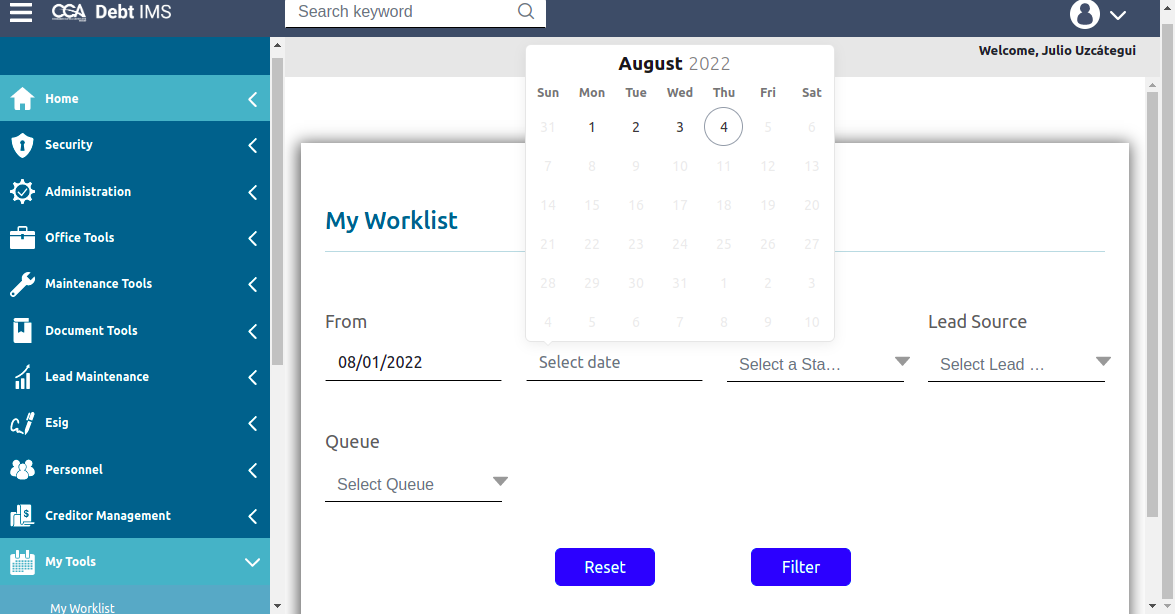 CGA Debt IMS
Search keyword
Welcome, Julio Uzcátegui
Home
Security
Administration
Office Tools
Maintenance Tools
Document Tools
Lead Maintenance
Esig
Personnel
Creditor Management
My Tools
My Worklist
August 2022
Sun Mon Tue Wed Thu Fri Sat
31 1 2 3 4 5 6
7 8 9 10 11 12 13
14 15 16 17 18 19 20
21 22 23 24 25 26 27
28 29 30 31 1 2 3
4 5 6 7 8 9 10
My Worklist
From
Lead Source
08/01/2022
Select date
Select a Sta...
Select Lead ...
Queue
Select Queue
Reset
Filter